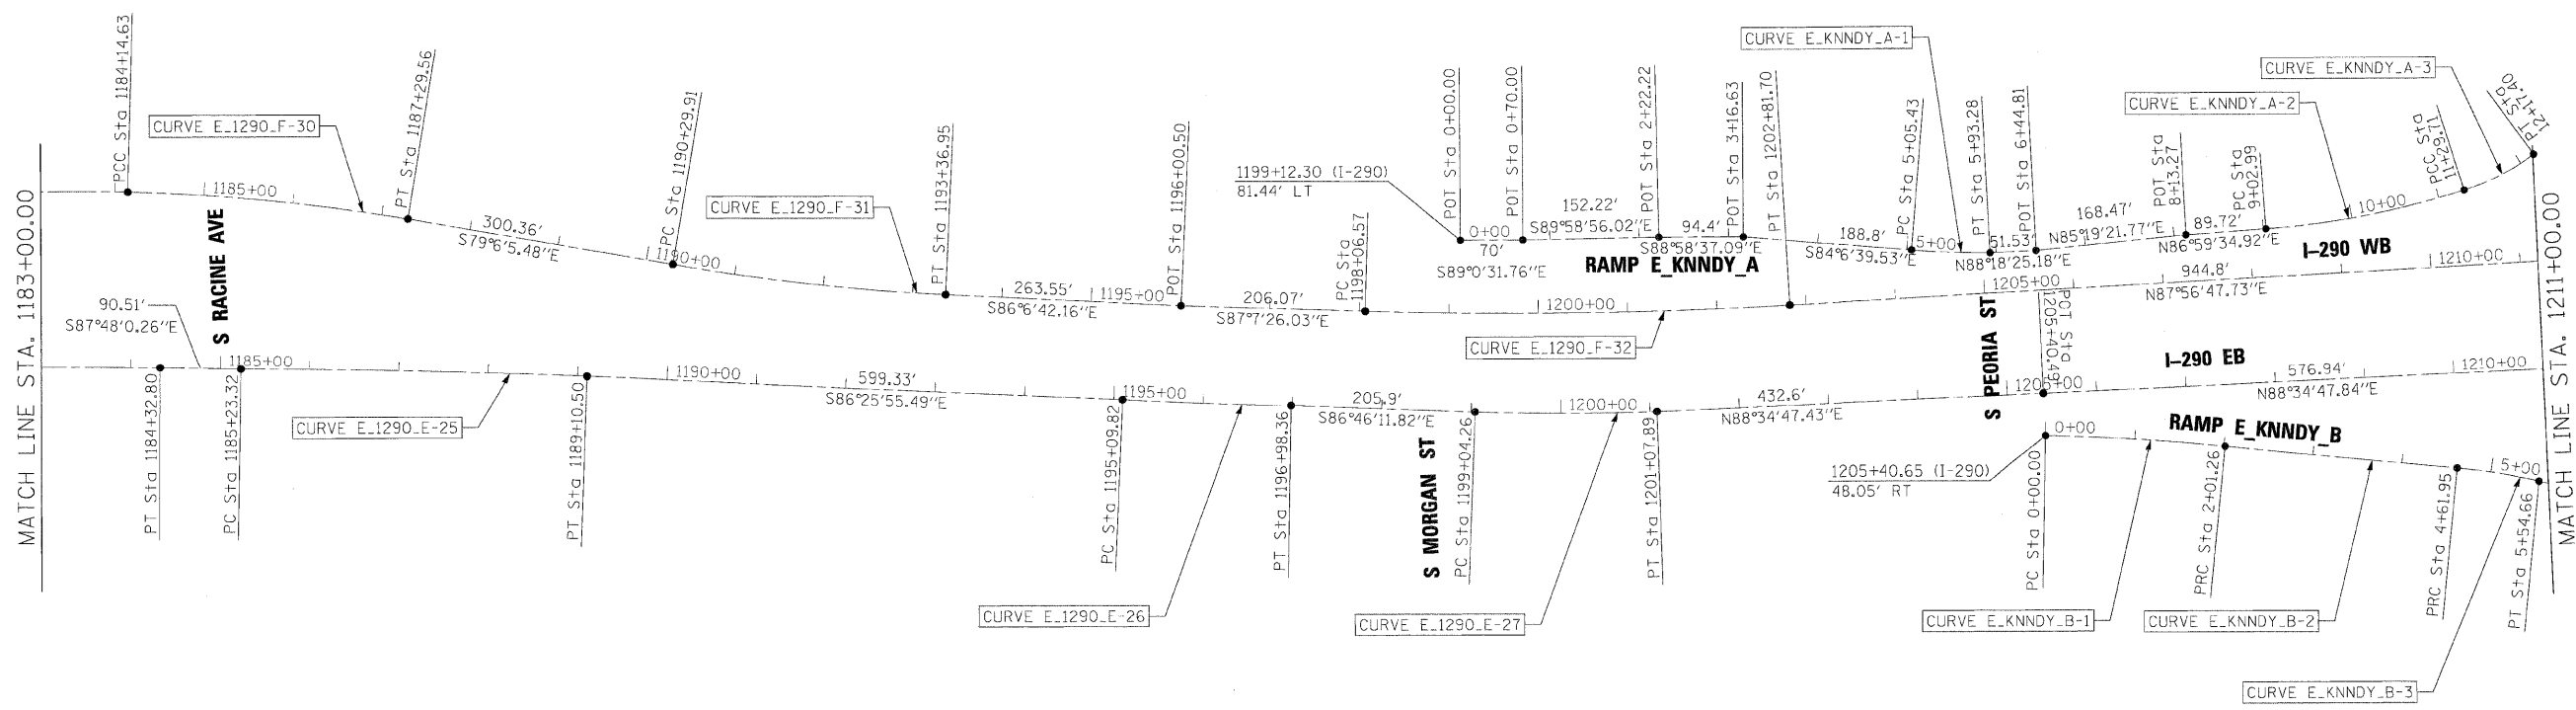 MATCH LINE STA. 1183+00.00
PCC Sta 1184+14.63
CURVE E_1290_F-30
1185+00
PT Sta 1187+29.56
300.36'
S79°6'5.48"E
PC Sta 1190+29.91
1190+00
CURVE E_1290_F-31
PT Sta 1193+36.95
263.55'
S86°6'42.16"E
1195+00
POT Sta 1196+00.50
206.07'
S87°7'26.03"E
PC Sta
1198+06.57
1200+00
CURVE E_1290_F-32
PT Sta 1202+81.70
1205+00
944.8'
N87°56'47.73"E
1210+00
I-290 WB
1199+12.30 (I-290)
81.44' LT
POT Sta 0+00.00
0+00
70'
S89°0'31.76"E
POT Sta 0+70.00
152.22'
S89°58'56.02"E
POT Sta 2+22.22
94.4'
S88°58'37.09"E
POT Sta 3+16.63
RAMP E_KNNDY_A
188.8'
S84°6'39.53"E
PC Sta 5+05.43
5+00
CURVE E_KNNDY_A-1
PT Sta 5+93.28
51.53'
N88°18'25.18"E
POT Sta 6+44.81
168.47'
N85°19'21.77"E
POT Sta
8+13.27
89.72'
N86°59'34.92"E
PC Sta
9+02.99
CURVE E_KNNDY_A-2
10+00
PCC Sta
11+29.71
CURVE E_KNNDY_A-3
PT Sta
12+17.40
S RACINE AVE
90.51'
S87°48'0.26"E
PT Sta 1184+32.80
PC Sta 1185+23.32
1185+00
CURVE E_1290_E-25
PT Sta 1189+10.50
1190+00
599.33'
S86°25'55.49"E
PC Sta 1195+09.82
1195+00
CURVE E_1290_E-26
PT Sta 1196+98.36
205.9'
S86°46'11.82"E
S MORGAN ST
PC Sta 1199+04.26
1200+00
CURVE E_1290_E-27
PT Sta 1201+07.89
432.6'
N88°34'47.43"E
S PEORIA ST
1205+00
POT Sta
1205+40.49
I-290 EB
576.94'
N88°34'47.84"E
1210+00
1205+40.65 (I-290)
48.05' RT
0+00
PC Sta 0+00.00
RAMP E_KNNDY_B
CURVE E_KNNDY_B-1
PRC Sta 2+01.26
CURVE E_KNNDY_B-2
PRC Sta 4+61.95
5+00
CURVE E_KNNDY_B-3
PT Sta 5+54.66
MATCH LINE STA. 1211+00.00